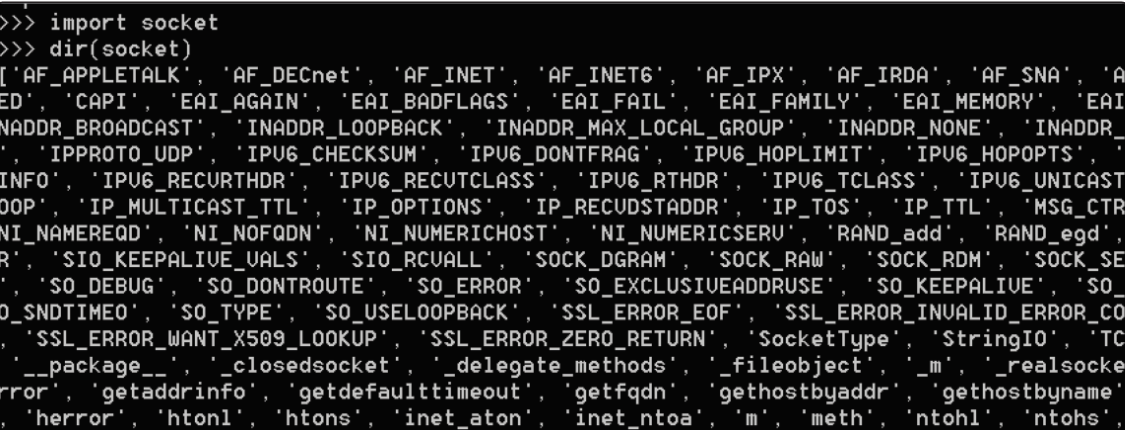 >>> import socket
>>> dir(socket)
['AF_APPLETALK', 'AF_DECnet', 'AF_INET', 'AF_INET6', 'AF_IPX', 'AF_IRDA', 'AF_SNA', 'A
ED', 'CAPI', 'EAI_AGAIN', 'EAI_BADFLAGS', 'EAI_FAIL', 'EAI_FAMILY', 'EAI_MEMORY', 'EAI
NADDR_BROADCAST', 'INADDR_LOOPBACK', 'INADDR_MAX_LOCAL_GROUP', 'INADDR_NONE', 'INADDR_
', 'IPPROTO_UDP', 'IPV6_CHECKSUM', 'IPV6_DONTFRAG', 'IPV6_HOPLIMIT', 'IPV6_HOPOPTS', '
INFO', 'IPV6_RECVRTHDR', 'IPV6_RECVTCLASS', 'IPV6_RTHDR', 'IPV6_TCLASS', 'IPV6_UNICAST
OOP', 'IP_MULTICAST_TTL', 'IP_OPTIONS', 'IP_RECVDSTADDR', 'IP_TOS', 'IP_TTL', 'MSG_CTR
NI_NAMEREQD', 'NI_NOFQDN', 'NI_NUMERICHOST', 'NI_NUMERICSERV', 'RAND_add', 'RAND_egd',
R', 'SIO_KEEPALIVE_VALS', 'SIO_RCVALL', 'SOCK_DGRAM', 'SOCK_RAW', 'SOCK_RDM', 'SOCK_SE
', 'SO_DEBUG', 'SO_DONTROUTE', 'SO_ERROR', 'SO_EXCLUSIVEADDRUSE', 'SO_KEEPALIVE', 'SO_
O_SNDTIMEO', 'SO_TYPE', 'SO_USELOOPBACK', 'SSL_ERROR_EOF', 'SSL_ERROR_INVALID_ERROR_CO
, 'SSL_ERROR_WANT_X509_LOOKUP', 'SSL_ERROR_ZERO_RETURN', 'SocketType', 'StringIO', 'TC
'__package__', '_closedsocket', '_delegate_methods', '_fileobject', '_m', '_realsocke
rror', 'getaddrinfo', 'getdefaulttimeout', 'getfqdn', 'gethostbyaddr', 'gethostbyname'
, 'herror', 'htonl', 'htons', 'inet_aton', 'inet_ntoa', 'm', 'meth', 'ntohl', 'ntohs',